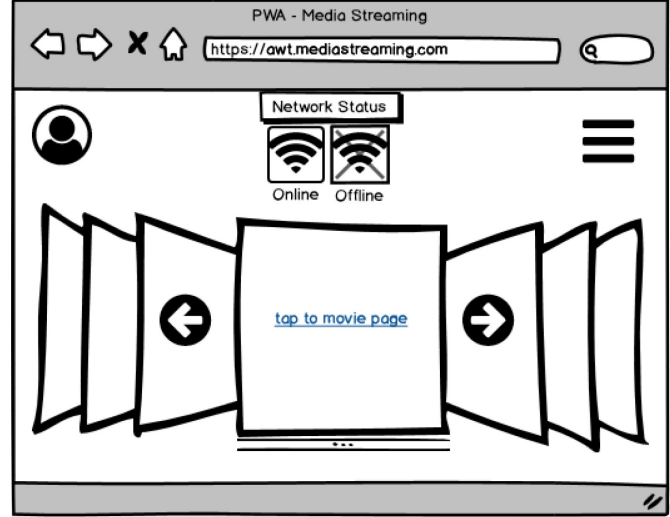 PWA - Media Streaming
https://awt.mediastreaming.com
Network Status
Online
Offline
tap to movie page